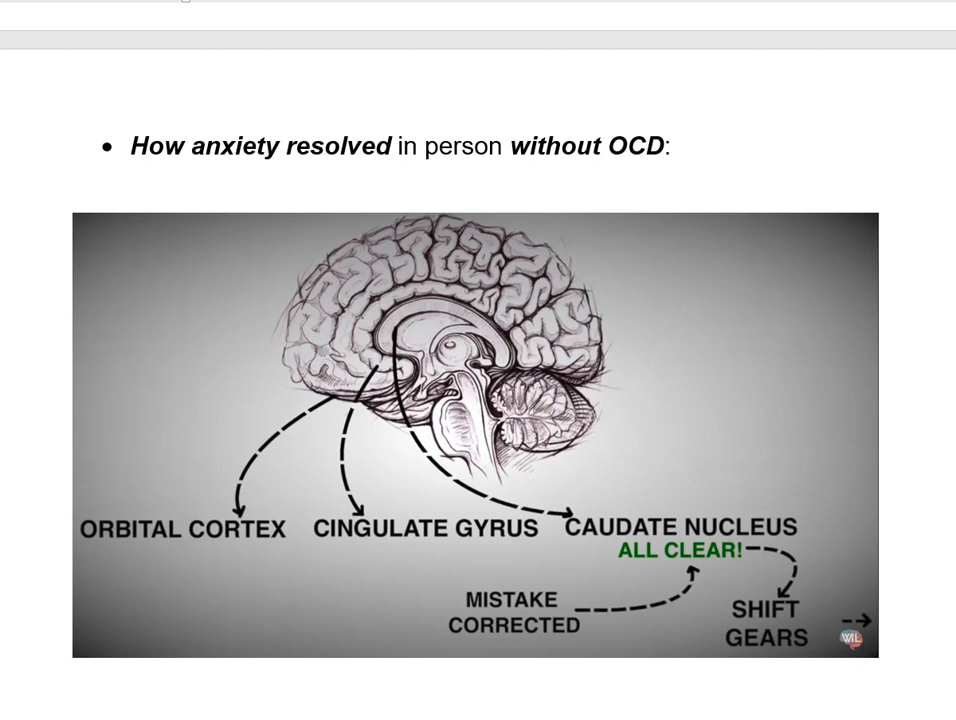 • How anxiety resolved in person without OCD:
ORBITAL CORTEX CINGULATE GYRUS CAUDATE NUCLEUS
ALL CLEAR!
MISTAKE
CORRECTED
SHIFT
GEARS
WIL